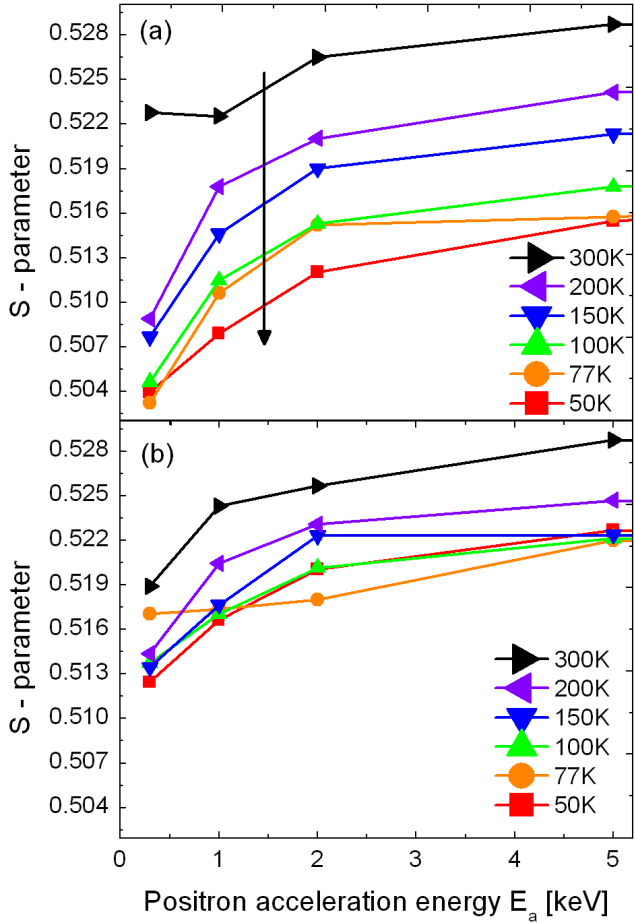 (a)
0.528
0.525
0.522
0.519
0.516
0.513
0.510
0.507
0.504
S - parameter
300K
200K
150K
100K
77K
50K
(b)
0.528
0.525
0.522
0.519
0.516
0.513
0.510
0.507
0.504
S - parameter
300K
200K
150K
100K
77K
50K
0 1 2 3 4 5
Positron acceleration energy E_a [keV]